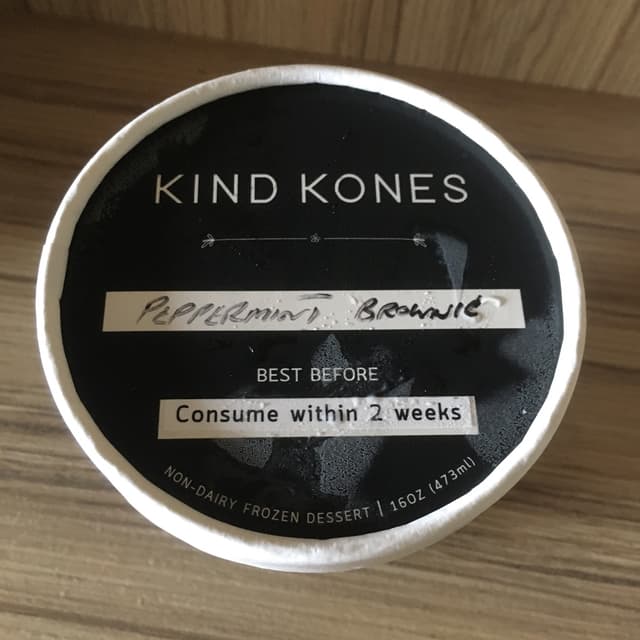 KIND KONES
PEPPERMINT BROWNIE
BEST BEFORE
Consume within 2 weeks
NON-DAIRY FROZEN DESSERT | 16OZ (473ml)